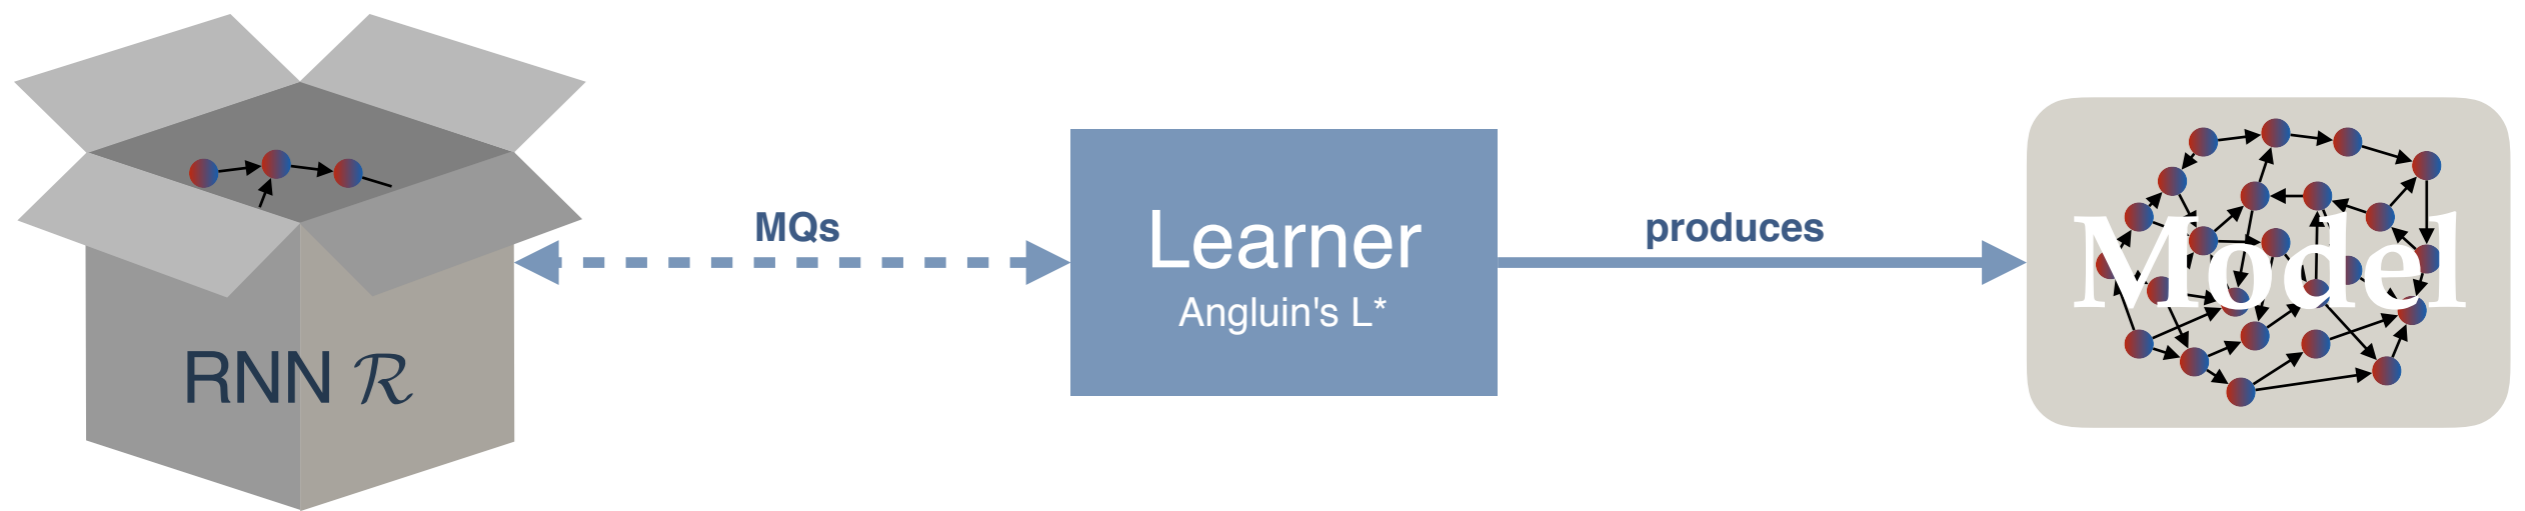 RNN ℛ
MQs
Learner
Angluin's L*
produces
Model